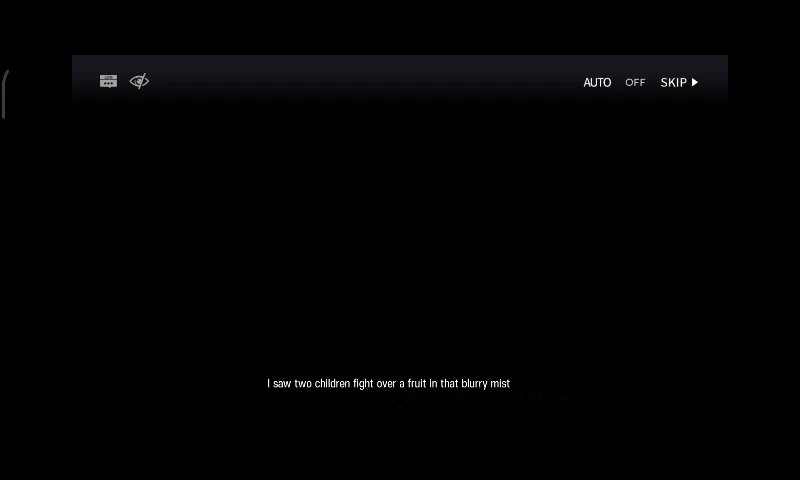 AUTO OFF SKIP
I saw two children fight over a fruit in that blurry mist